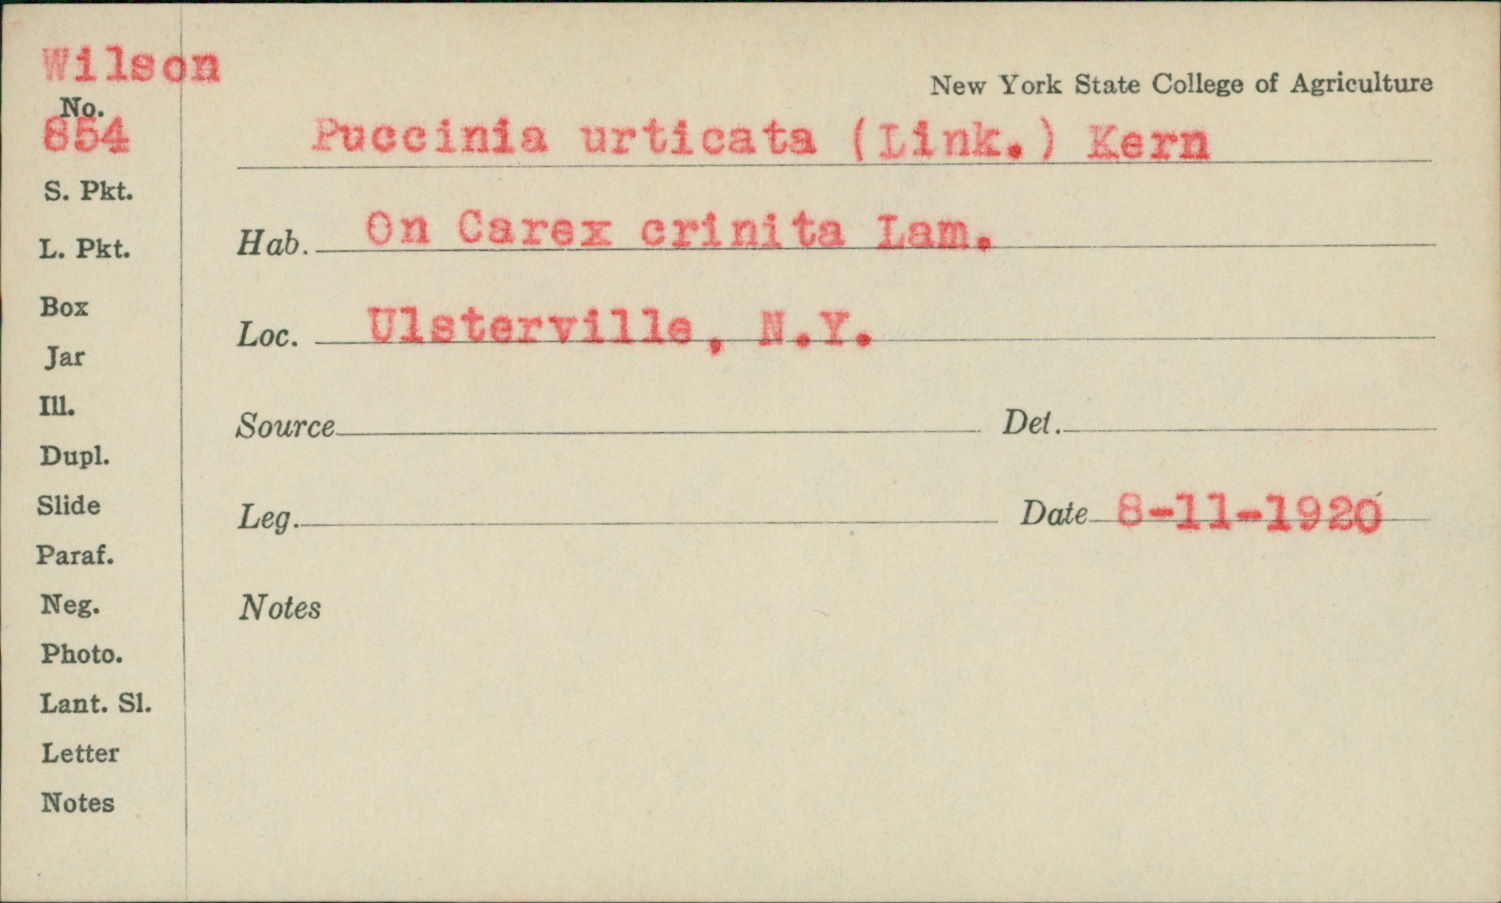 Wilson
No.
854
S. Pkt.
L. Pkt.
Box
Jar
Ill.
Dupl.
Slide
Paraf.
Neg.
Photo.
Lant. Sl.
Letter
Notes
New York State College of Agriculture
Puccinia urticata (Link.) Kern
Hab. On Carex crinita Lam.
Loc. Ulsterville, N.Y.
Source Det.
Leg. Date 8-11-1920
Notes